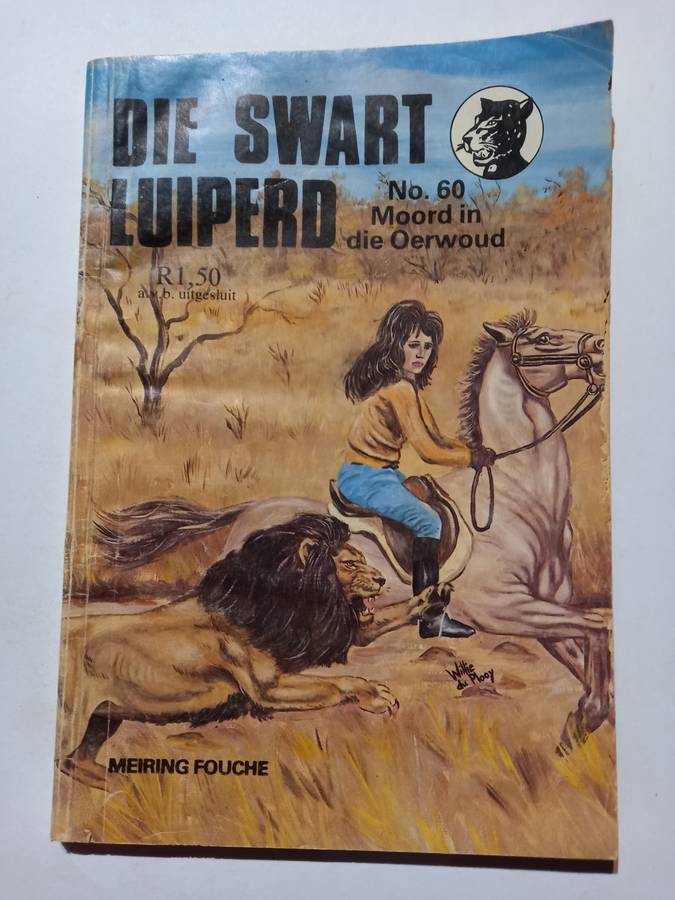 DIE SWART
LUIPERD
No. 60
Moord in
die Oerwoud
R1,50
a.v.b. uitgesluit
Willie
du Plooy
MEIRING FOUCHE